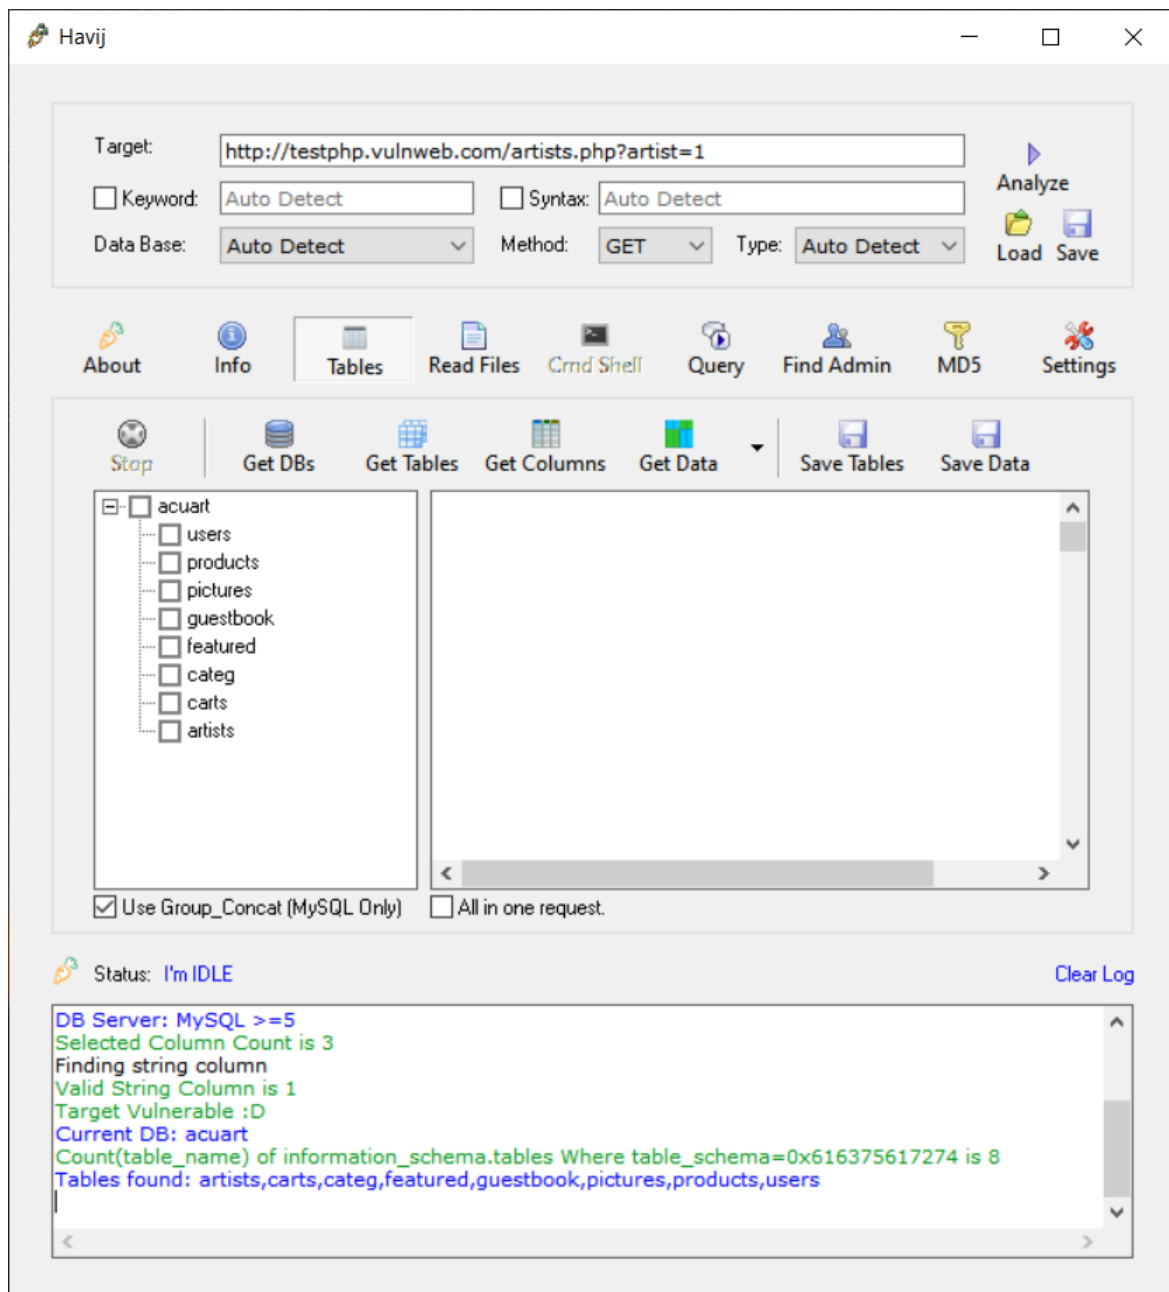 Havij
Target: http://testphp.vulnweb.com/artists.php?artist=1
Analyze
Keyword: Auto Detect Syntax: Auto Detect
Data Base: Auto Detect Method: GET Type: Auto Detect
Load Save
About Info Tables Read Files Cmd Shell Query Find Admin MD5 Settings
Stop Get DBs Get Tables Get Columns Get Data Save Tables Save Data
acuart
users
products
pictures
guestbook
featured
categ
carts
artists
Use Group_Concat (MySQL Only) All in one request.
Status: I'm IDLE Clear Log
DB Server: MySQL >=5
Selected Column Count is 3
Finding string column
Valid String Column is 1
Target Vulnerable :D
Current DB: acuart
Count(table_name) of information_schema.tables Where table_schema=0x616375617274 is 8
Tables found: artists,carts,categ,featured,guestbook,pictures,products,users